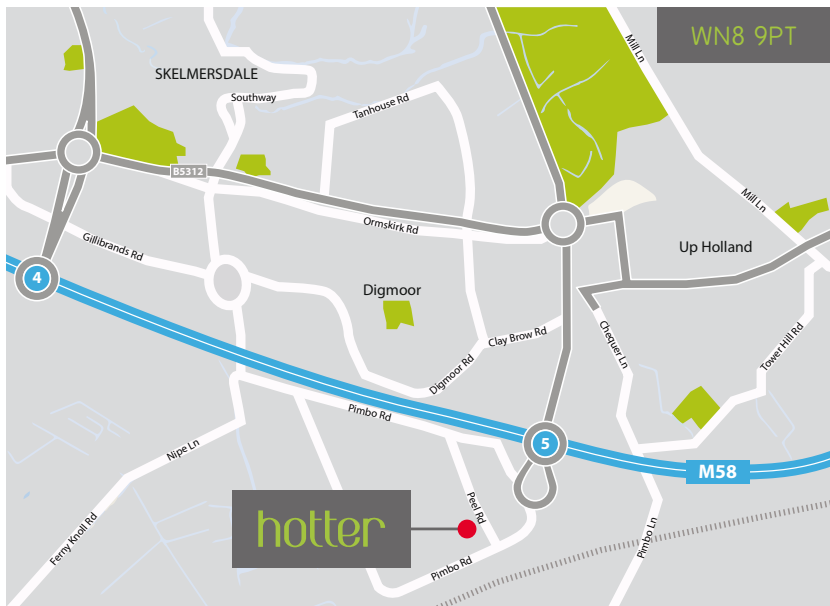 WN8 9PT
Mill Ln
SKELMERSDALE
Southway
Tanhouse Rd
B5312
Mill Ln
Ormskirk Rd
Gillibrands Rd
Up Holland
4
Digmoor
Clay Brow Rd
Chequer Ln
Tower Hill Rd
Digmoor Rd
Pimbo Rd
5
Nipe Ln
M58
Peel Rd
hotter
Ferny Knoll Rd
Pimbo Ln
Pimbo Rd